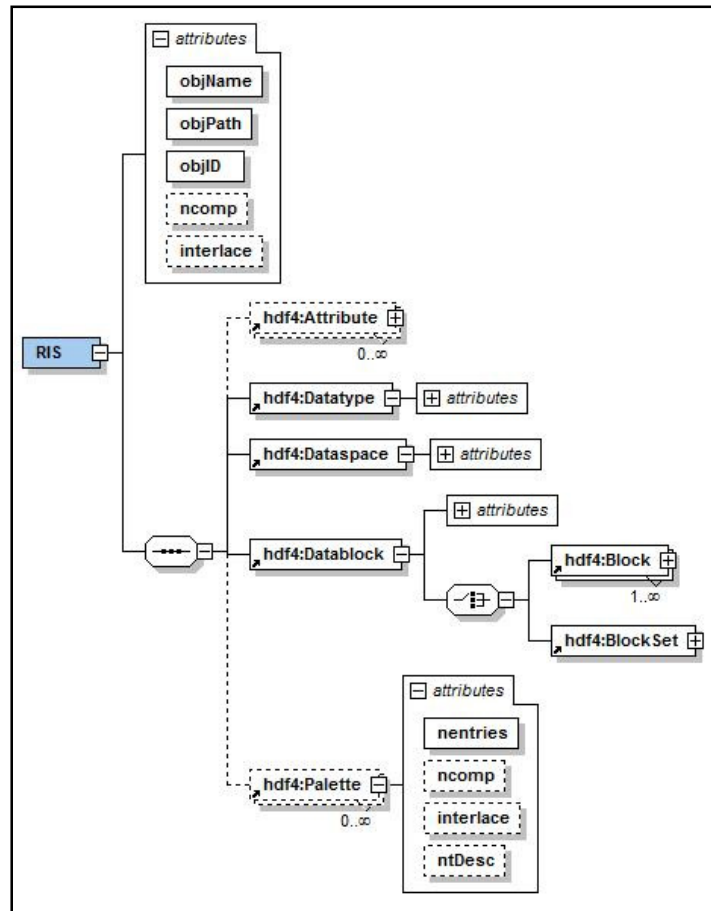 attributes
objName
objPath
objID
ncomp
interlace
RIS
hdf4:Attribute
0..∞
hdf4:Datatype
attributes
hdf4:Dataspace
attributes
hdf4:Datablock
attributes
hdf4:Block
1..∞
hdf4:BlockSet
hdf4:Palette
0..∞
attributes
nentries
ncomp
interlace
ntDesc